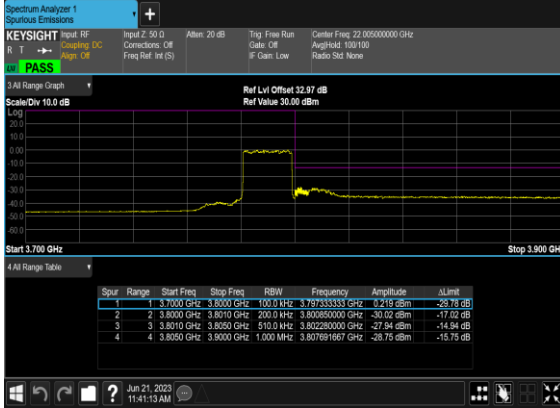 Spectrum Analyzer 1
Spurious Emissions
KEYSIGHT Input: RF Input Z: 50 Ω Atten: 20 dB Trig: Free Run Center Freq: 22.005000000 GHz
R T Coupling: DC Corrections: Off Gate: Off Avg|Hold: 100/100
Align: Off Freq Ref: Int (S) IF Gain: Low Radio Std: None
PASS
3 All Range Graph
Ref Lvl Offset 32.97 dB
Scale/Div 10.0 dB Ref Value 30.00 dBm
Log
20.0
10.0
0.00
-10.0
-20.0
-30.0
-40.0
-50.0
-60.0
Start 3.700 GHz Stop 3.900 GH
4 All Range Table
Spur Range Start Freq Stop Freq RBW Frequency Amplitude ΔLimit
1 1 3.7000 GHz 3.8000 GHz 100.0 kHz 3.797333333 GHz 0.219 dBm -29.78 dB
2 2 3.8000 GHz 3.8010 GHz 200.0 kHz 3.800850000 GHz -30.02 dBm -17.02 dB
3 3 3.8010 GHz 3.8050 GHz 510.0 kHz 3.802280000 GHz -27.94 dBm -14.94 dB
4 4 3.8050 GHz 3.9000 GHz 1.000 MHz 3.807691667 GHz -28.75 dBm -15.75 dB
Jun 21, 2023
11:41:13 AM